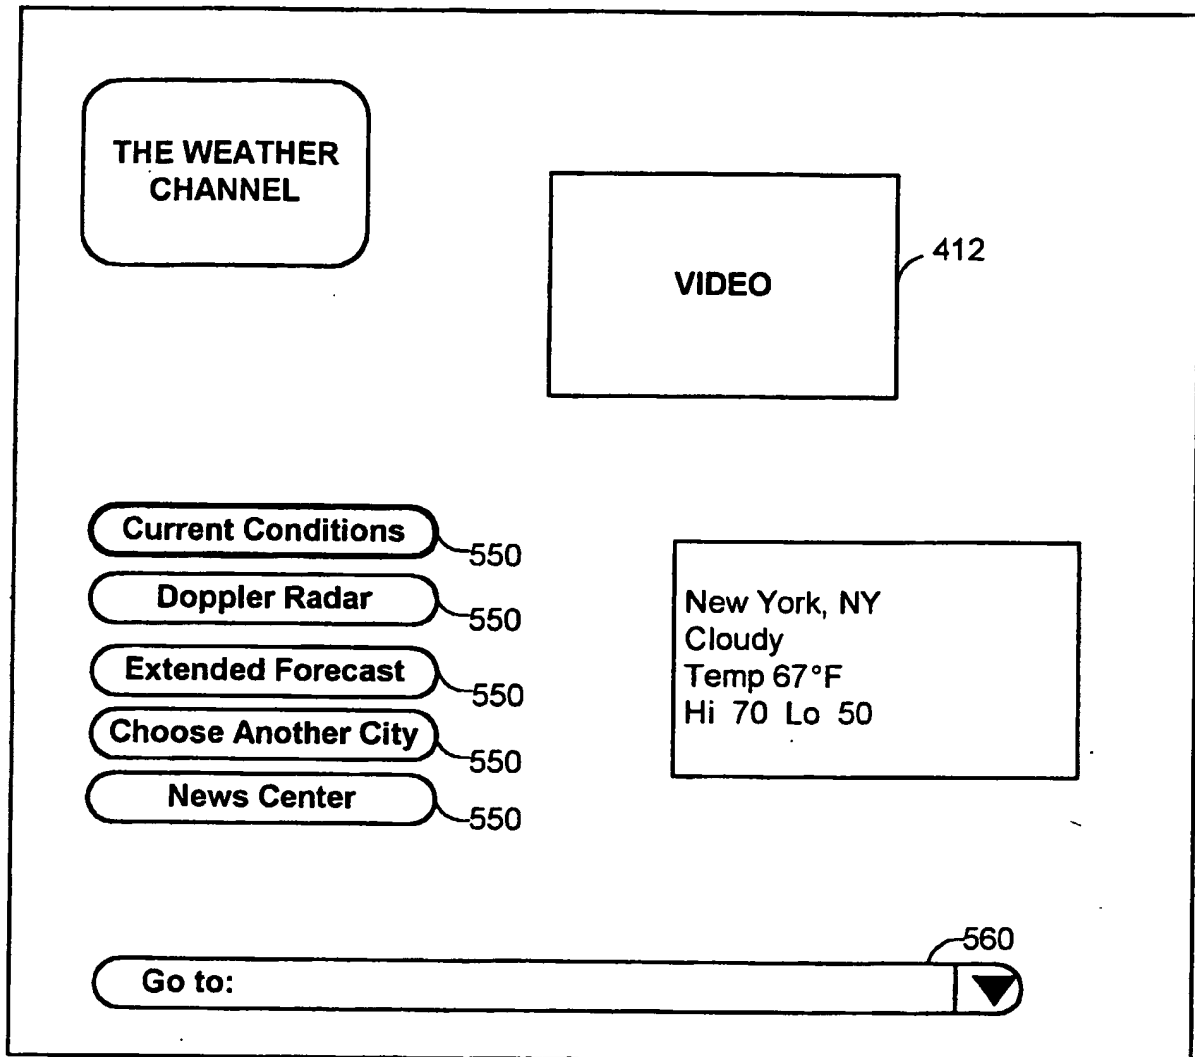 THE WEATHER
CHANNEL
VIDEO
412
Current Conditions
550
Doppler Radar
550
Extended Forecast
550
Choose Another City
550
News Center
550
New York, NY
Cloudy
Temp 67°F
Hi 70 Lo 50
560
Go to: